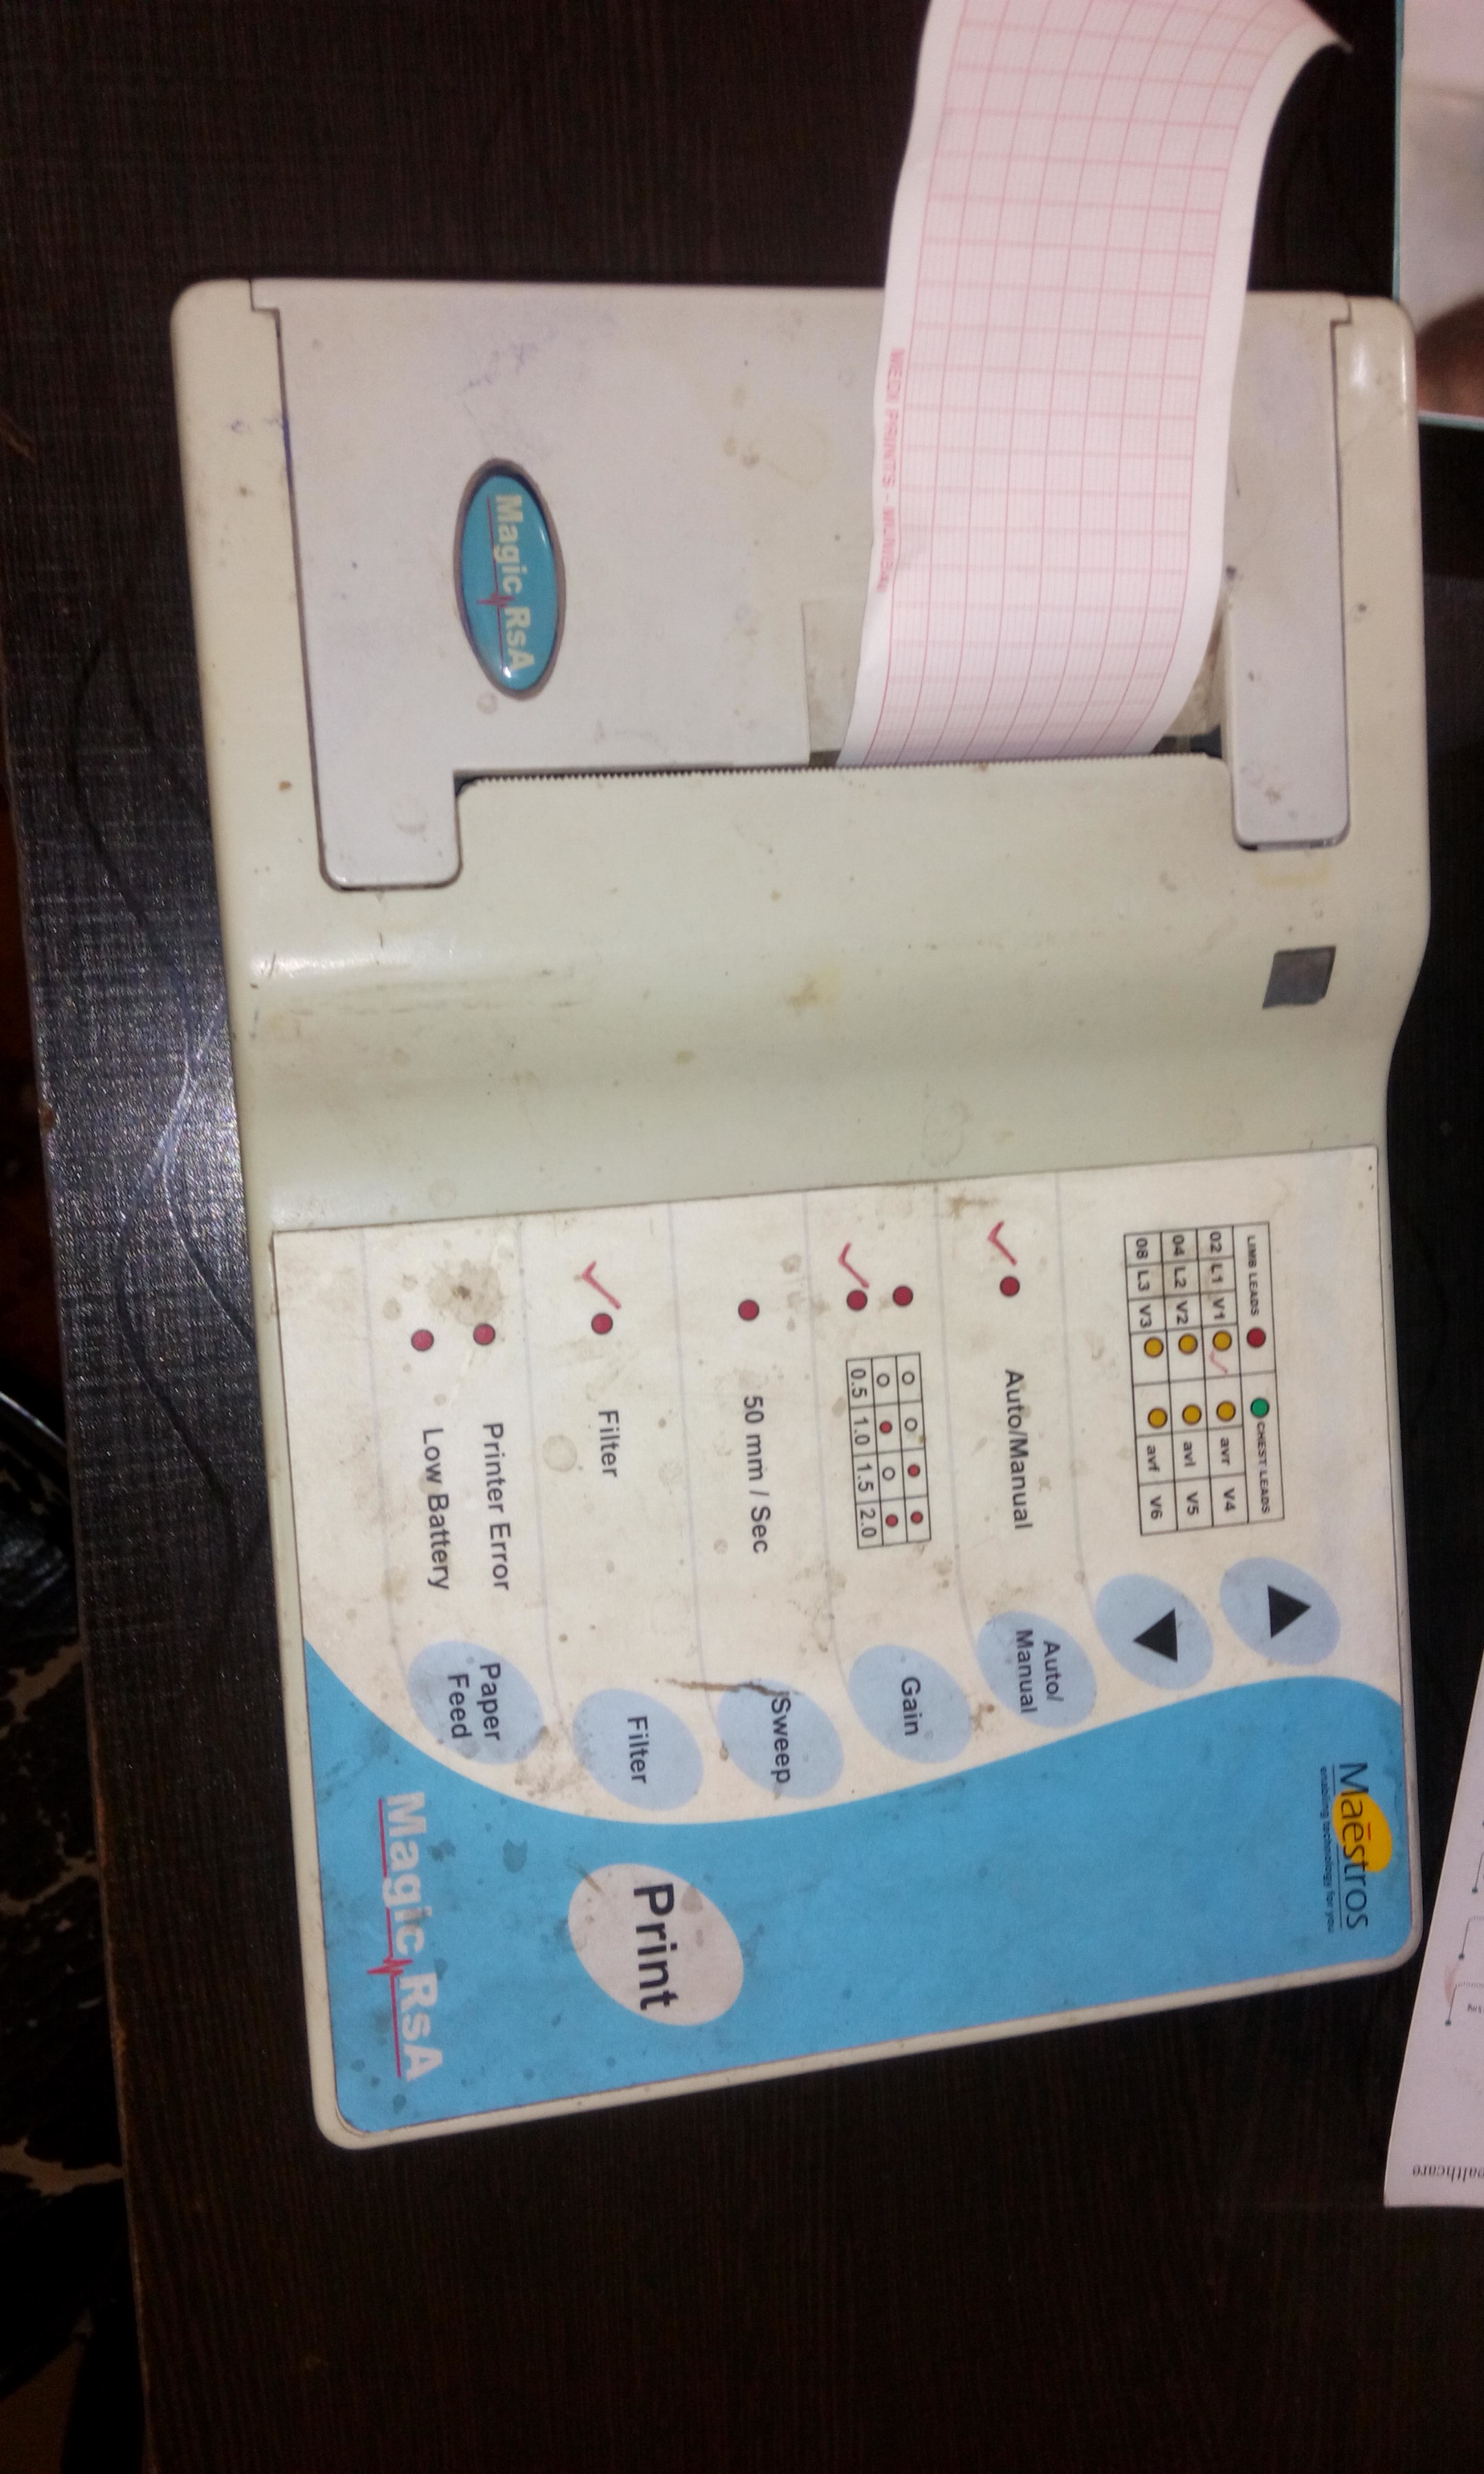 Magic RsA
MEDI PRINTS -
LIMB LEADS CHEST LEADS
02 L1 V1 avr V4
04 L2 V2 avl V5
08 L3 V3 avf V6
Auto/Manual
Auto/
Manual
0.5 1.0 1.5 2.0
Gain
50 mm / Sec
Sweep
Filter
Filter
Printer Error
Low Battery
Paper
Feed
Maestros
enabling technology for you
Print
Magic RsA
ealthcare